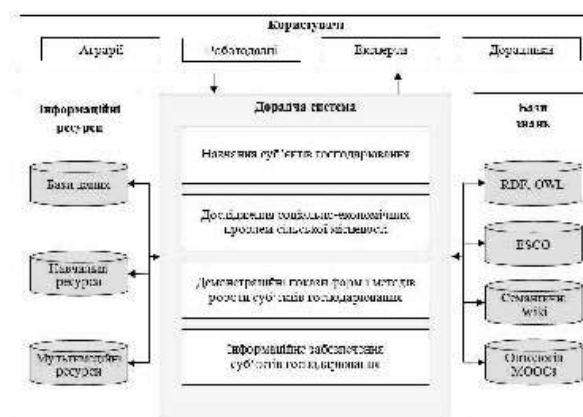 Користувачі
Аграрії
Роботодавці
Експерти
Дорадники
Інформаційні
ресурси
Дорадча система
Бази
знань
Навчання суб’єктів господарювання
Бази даних
RDF, OWL
Дослідження соціально-економічних
проблем сільської місцевості
ESCO
Навчальні
ресурси
Демонстраційні покази форм і методів
роботи суб’єктів господарювання
Семантичні
Wiki
Мультимедійні
ресурси
Інформаційне забезпечення
суб’єктів господарювання
Онтологія
MOOCs